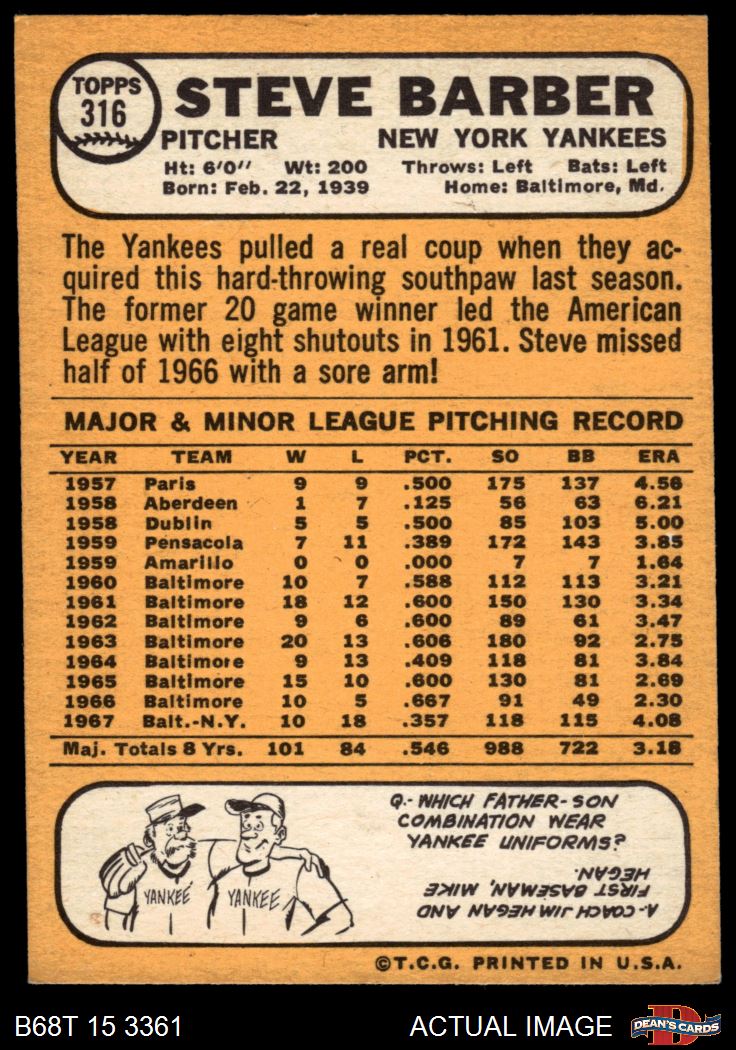 TOPPS
316
STEVE BARBER
PITCHER NEW YORK YANKEES
Ht: 6'0" Wt: 200 Throws: Left Bats: Left
Born: Feb. 22, 1939 Home: Baltimore, Md.
The Yankees pulled a real coup when they ac-
quired this hard-throwing southpaw last season.
The former 20 game winner led the American
League with eight shutouts in 1961. Steve missed
half of 1966 with a sore arm!
MAJOR & MINOR LEAGUE PITCHING RECORD
YEAR TEAM W L PCT. SO BB ERA
1957 Paris 9 9 .500 175 137 4.56
1958 Aberdeen 1 7 .125 56 63 6.21
1958 Dublin 5 5 .500 85 103 5.00
1959 Pensacola 7 11 .389 172 143 3.85
1959 Amarillo 0 0 .000 7 7 1.64
1960 Baltimore 10 7 .588 112 113 3.21
1961 Baltimore 18 12 .600 150 130 3.34
1962 Baltimore 9 6 .600 89 61 3.47
1963 Baltimore 20 13 .606 180 92 2.75
1964 Baltimore 9 13 .409 118 81 3.84
1965 Baltimore 15 10 .600 130 81 2.69
1966 Baltimore 10 5 .667 91 49 2.30
1967 Balt.-N.Y. 10 18 .357 118 115 4.08
Maj. Totals 8 Yrs. 101 84 .546 988 722 3.18
Q.- WHICH FATHER-SON
COMBINATION WEAR
YANKEE UNIFORMS?
A.- COACH JIM HEGAN AND
FIRST BASEMAN, MIKE
HEGAN.
YANKEE YANKEE
©T.C.G. PRINTED IN U.S.A.
B68T 15 3361 ACTUAL IMAGE DEAN'S CARDS